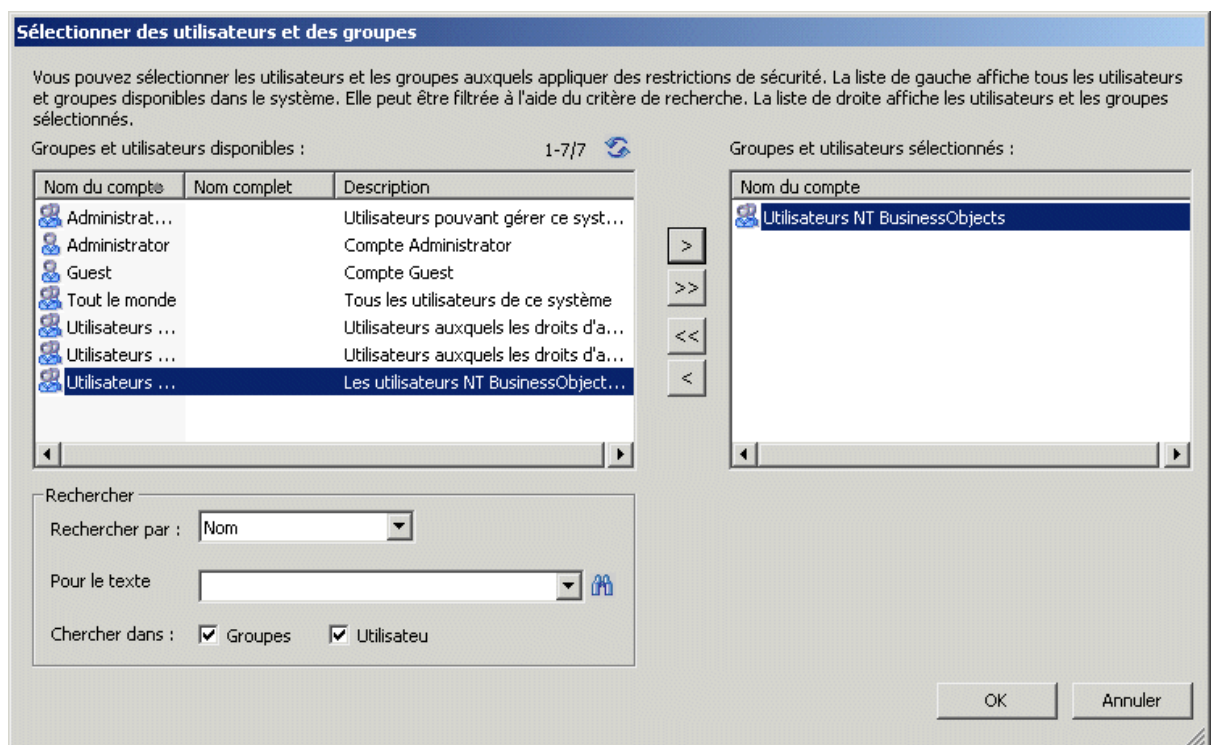 Sélectionner des utilisateurs et des groupes
Vous pouvez sélectionner les utilisateurs et les groupes auxquels appliquer des restrictions de sécurité. La liste de gauche affiche tous les utilisateurs
et groupes disponibles dans le système. Elle peut être filtrée à l'aide du critère de recherche. La liste de droite affiche les utilisateurs et les groupes
sélectionnés.
Groupes et utilisateurs disponibles : 1-7/7
Nom du compte Nom complet Description
Administrat... Utilisateurs pouvant gérer ce syst...
Administrator Compte Administrator
Guest Compte Guest
Tout le monde Tous les utilisateurs de ce système
Utilisateurs ... Utilisateurs auxquels les droits d'a...
Utilisateurs ... Utilisateurs auxquels les droits d'a...
Utilisateurs ... Les utilisateurs NT BusinessObject...
>
>>
<<
<
Groupes et utilisateurs sélectionnés :
Nom du compte
Utilisateurs NT BusinessObjects
Rechercher
Rechercher par : Nom
Pour le texte
Chercher dans : Groupes Utilisateu
OK Annuler